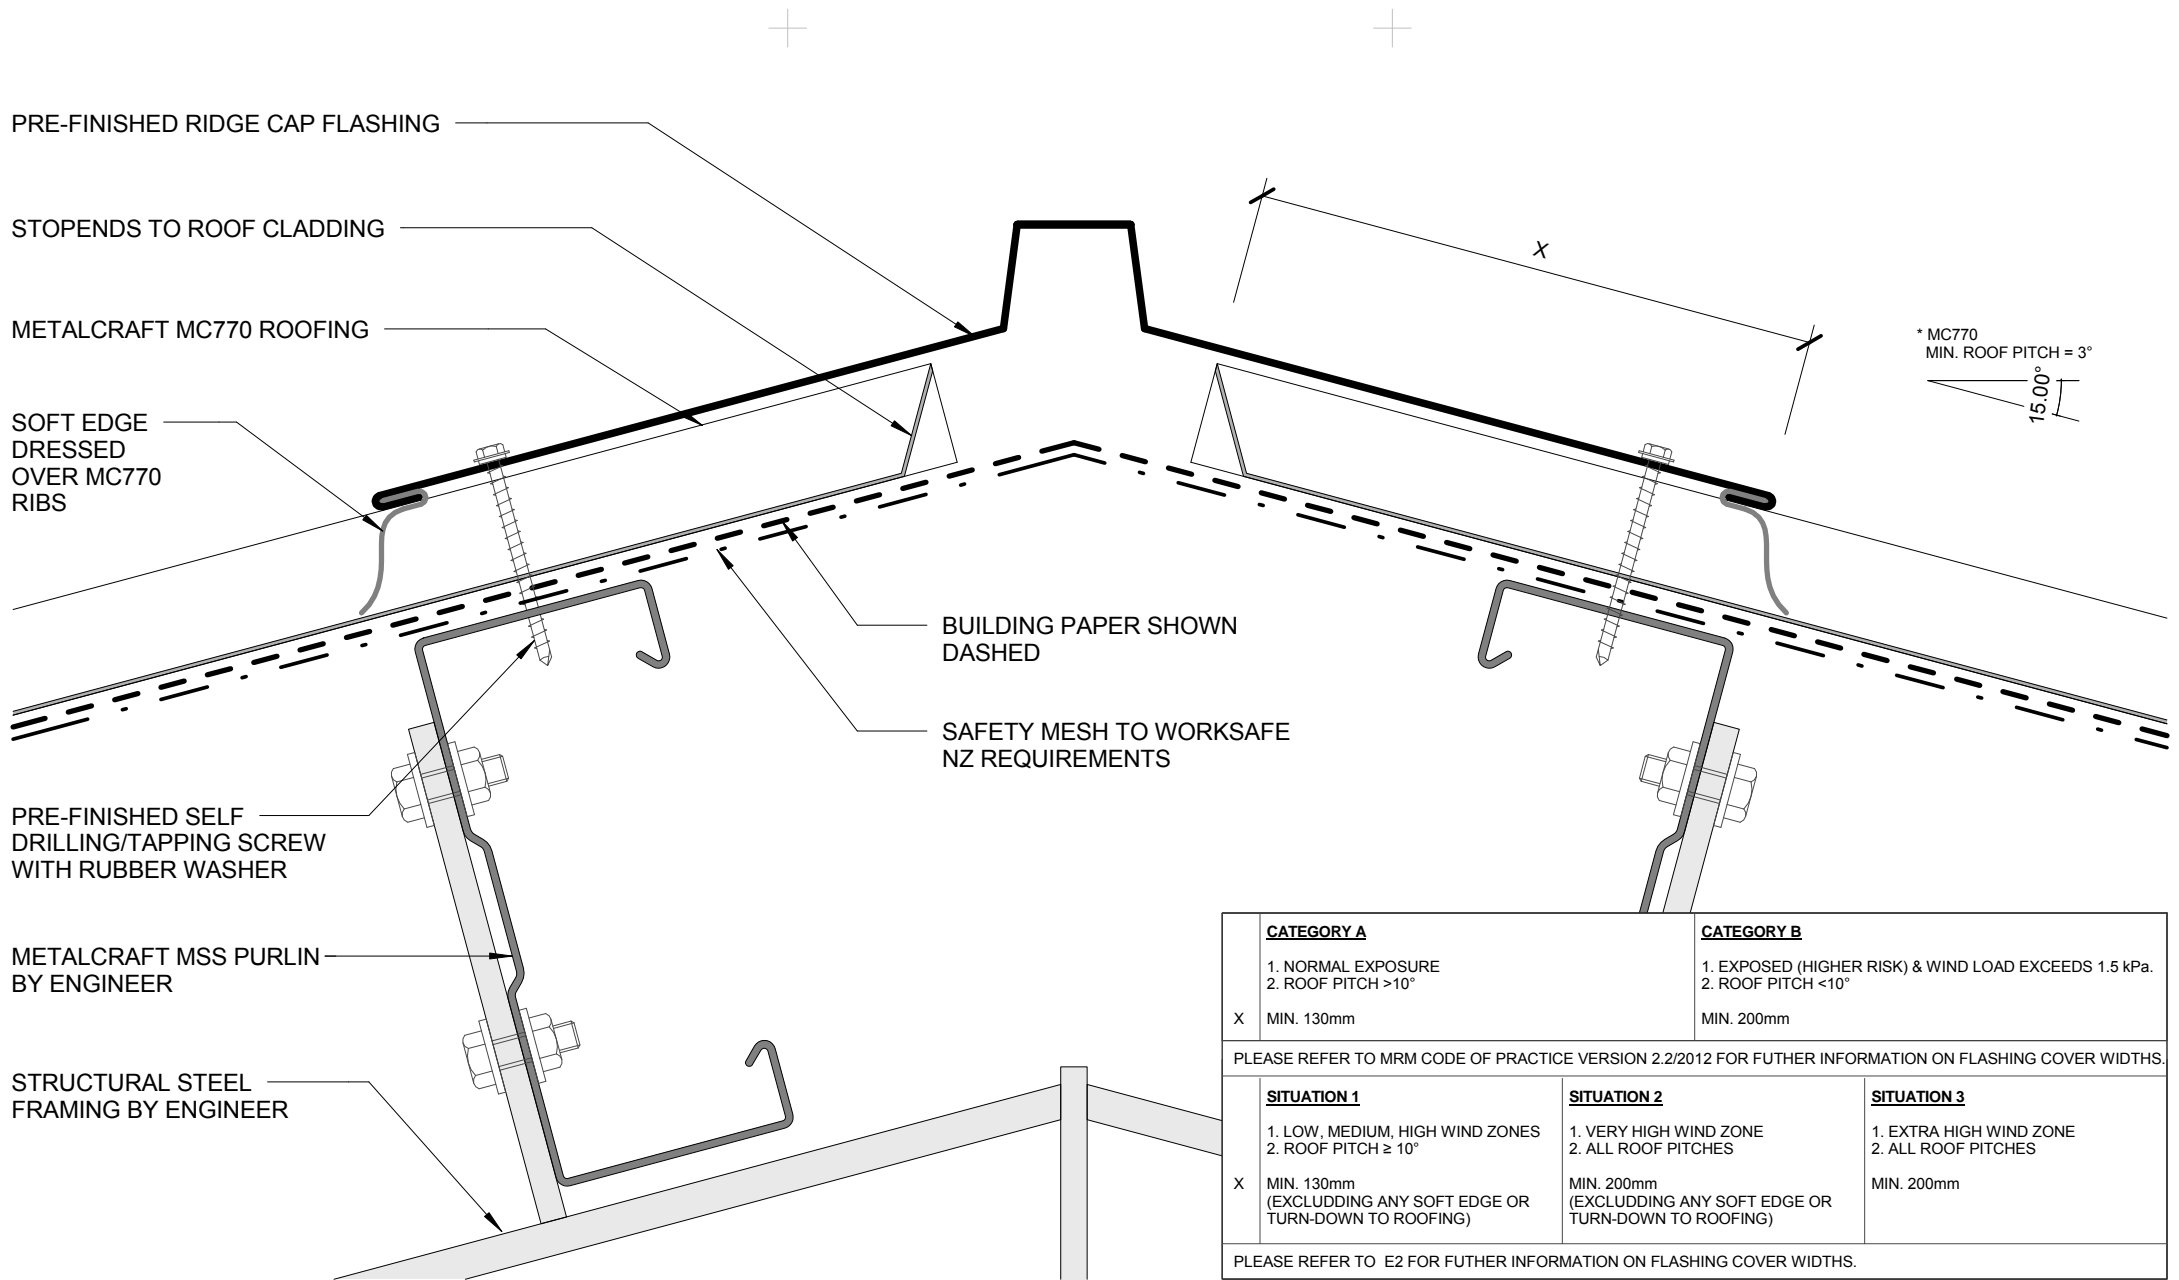 PRE-FINISHED RIDGE CAP FLASHING
STOPENDS TO ROOF CLADDING
METALCRAFT MC770 ROOFING
SOFT EDGE
DRESSED
OVER MC770
RIBS
PRE-FINISHED SELF
DRILLING/TAPPING SCREW
WITH RUBBER WASHER
METALCRAFT MSS PURLIN
BY ENGINEER
STRUCTURAL STEEL
FRAMING BY ENGINEER
BUILDING PAPER SHOWN
DASHED
SAFETY MESH TO WORKSAFE
NZ REQUIREMENTS
X
* MC770
MIN. ROOF PITCH = 3°
15.00°
CATEGORY A
1. NORMAL EXPOSURE
2. ROOF PITCH >10°
X MIN. 130mm
CATEGORY B
1. EXPOSED (HIGHER RISK) & WIND LOAD EXCEEDS 1.5 kPa.
2. ROOF PITCH <10°
MIN. 200mm
PLEASE REFER TO MRM CODE OF PRACTICE VERSION 2.2/2012 FOR FUTHER INFORMATION ON FLASHING COVER WIDTHS.
SITUATION 1
1. LOW, MEDIUM, HIGH WIND ZONES
2. ROOF PITCH ≥ 10°
X MIN. 130mm
(EXCLUDDING ANY SOFT EDGE OR
TURN-DOWN TO ROOFING)
SITUATION 2
1. VERY HIGH WIND ZONE
2. ALL ROOF PITCHES
MIN. 200mm
(EXCLUDDING ANY SOFT EDGE OR
TURN-DOWN TO ROOFING)
SITUATION 3
1. EXTRA HIGH WIND ZONE
2. ALL ROOF PITCHES
MIN. 200mm
PLEASE REFER TO E2 FOR FUTHER INFORMATION ON FLASHING COVER WIDTHS.